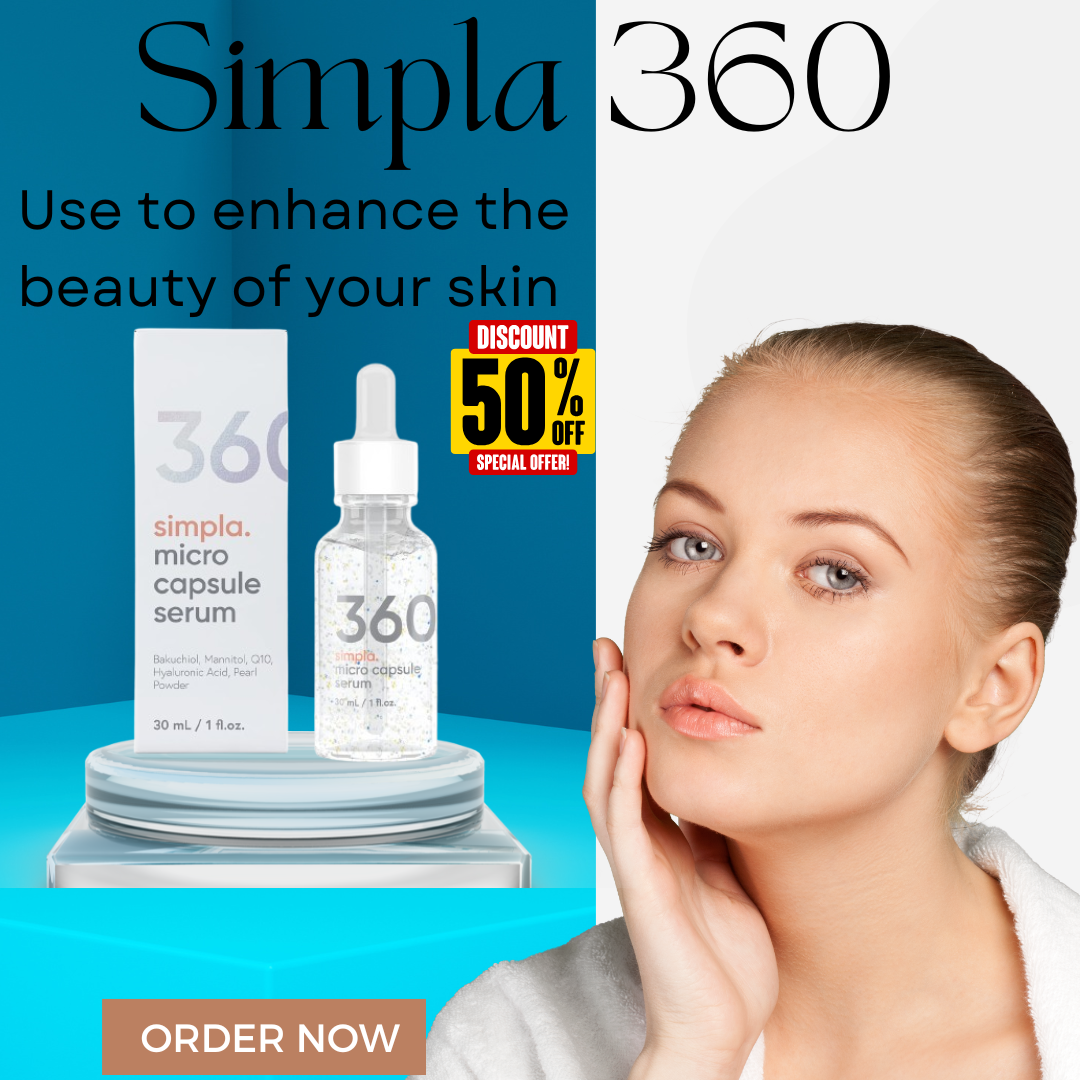 Simpla 360
Use to enhance the
beauty of your skin
DISCOUNT
50%
OFF
SPECIAL OFFER!
360
simpla.
micro
capsule
serum
Bakuchiol, Mannitol, Q10,
Hyaluronic Acid, Pearl
Powder
30 mL / 1 fl.oz.
360
simpla.
micro capsule
serum
30 mL / 1 fl.oz.
ORDER NOW